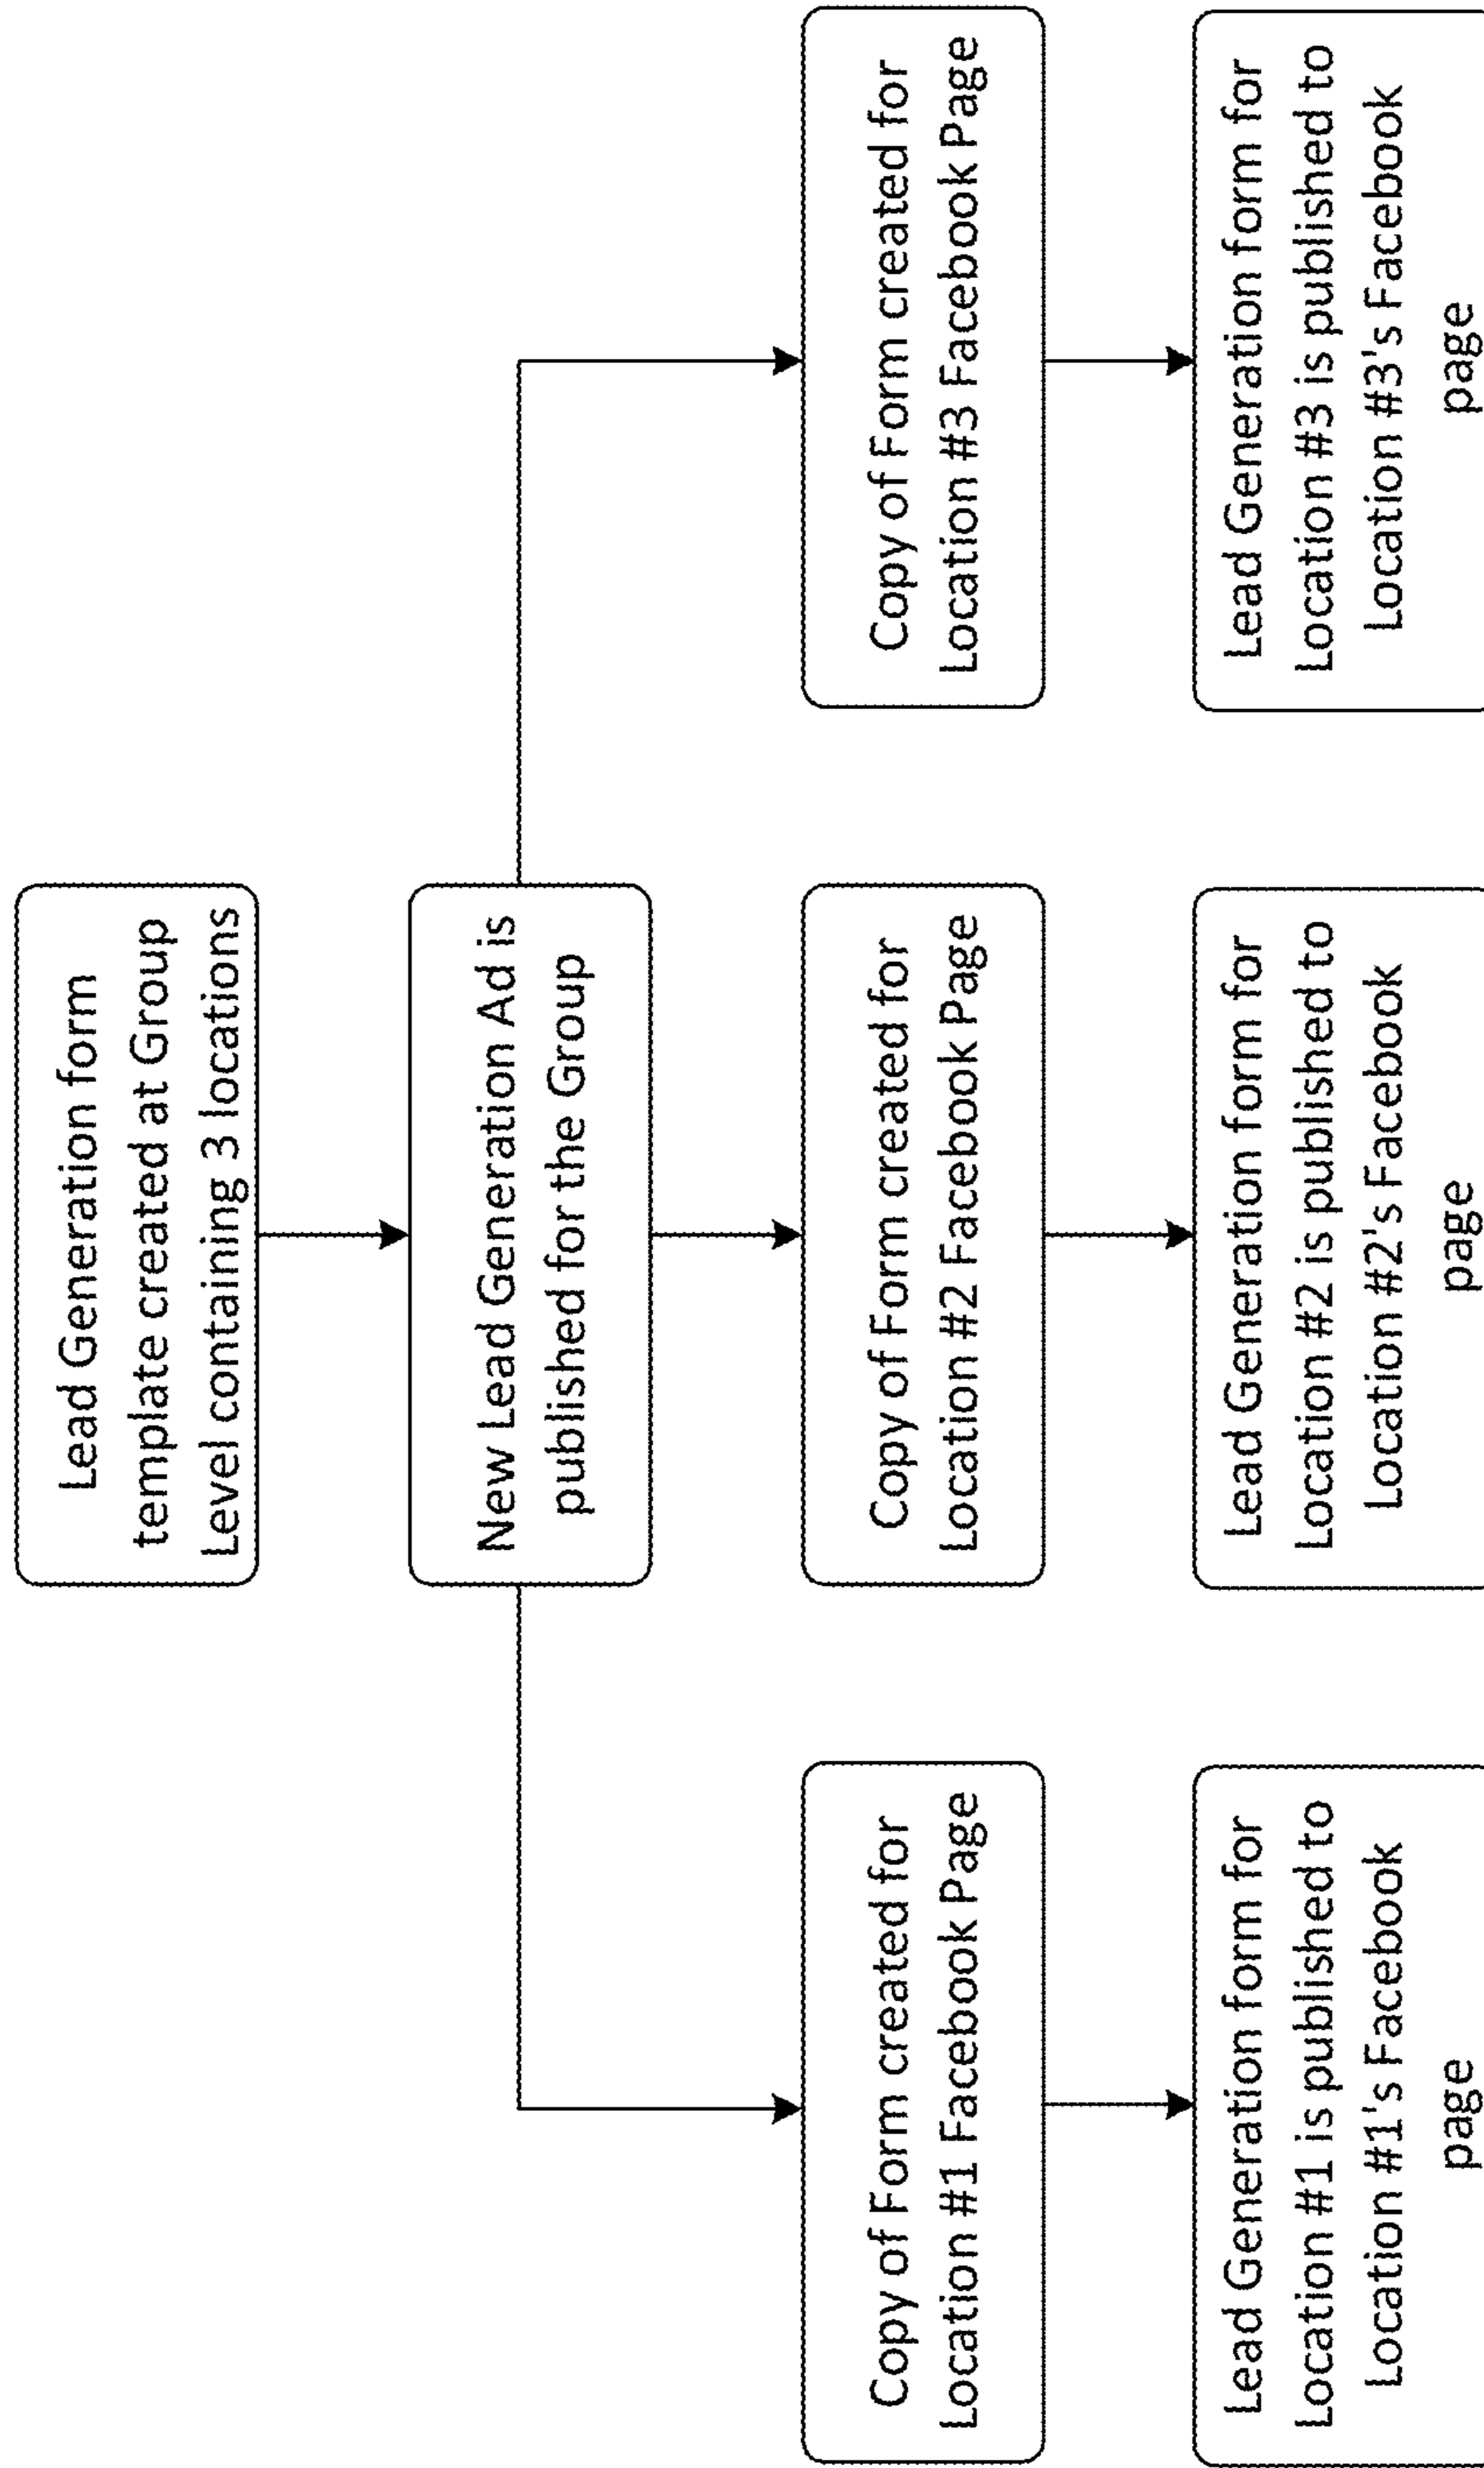 Lead Generation form
template created at Group
Level containing 3 locations
New Lead Generation Ad is
published for the Group
Copy of Form created for
Location #1 Facebook Page
Copy of Form created for
Location #2 Facebook Page
Copy of Form created for
Location #3 Facebook Page
Lead Generation form for
Location #1 is published to
Location #1's Facebook
page
Lead Generation form for
Location #2 is published to
Location #2's Facebook
page
Lead Generation form for
Location #3 is published to
Location #3's Facebook
page